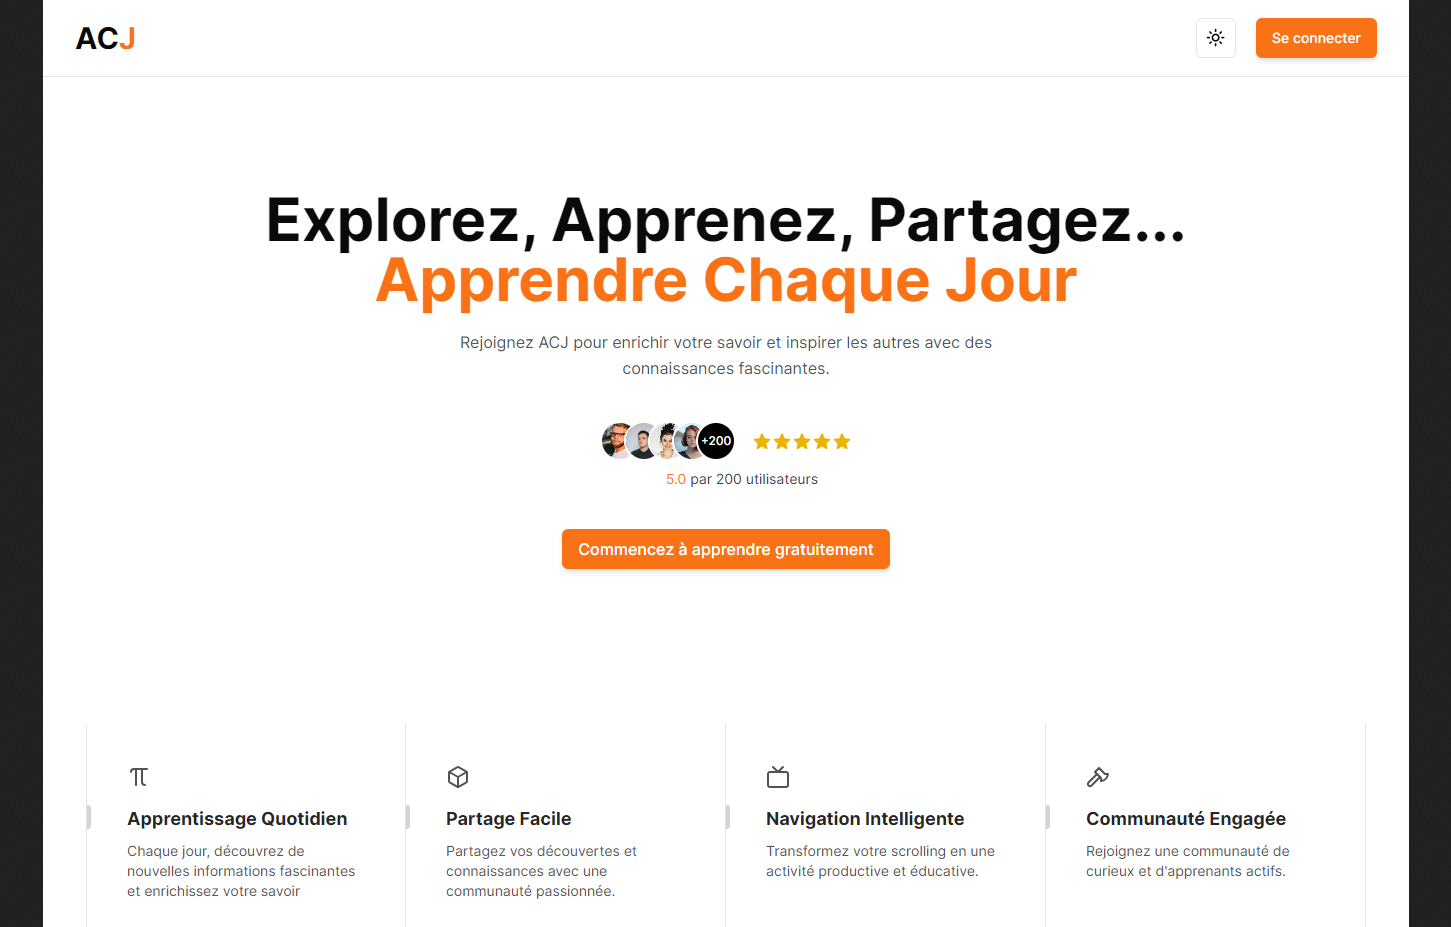 ACJ
Se connecter
Explorez, Apprenez, Partagez...
Apprendre Chaque Jour
Rejoignez ACJ pour enrichir votre savoir et inspirer les autres avec des
connaissances fascinantes.
+200
5.0 par 200 utilisateurs
Commencez à apprendre gratuitement
Apprentissage Quotidien
Chaque jour, découvrez de
nouvelles informations fascinantes
et enrichissez votre savoir
Partage Facile
Partagez vos découvertes et
connaissances avec une
communauté passionnée.
Navigation Intelligente
Transformez votre scrolling en une
activité productive et éducative.
Communauté Engagée
Rejoignez une communauté de
curieux et d'apprenants actifs.